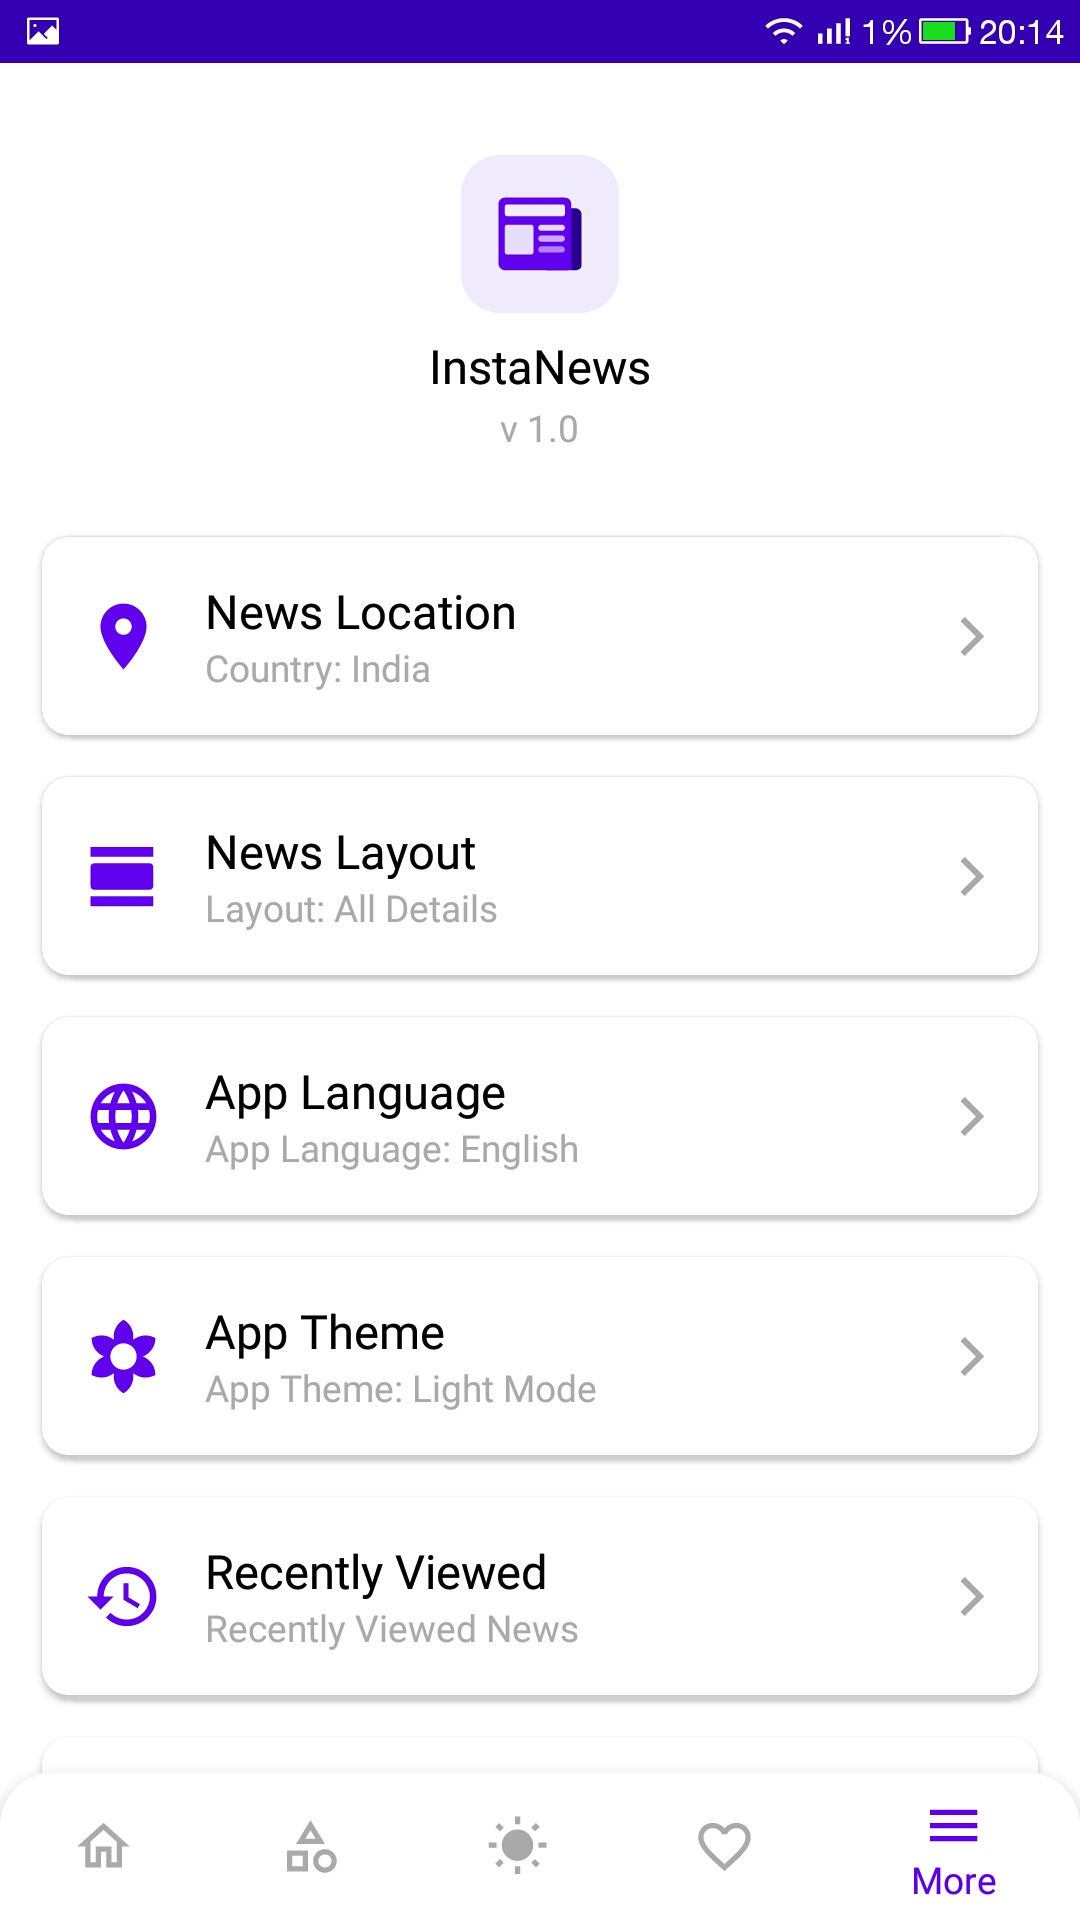 1% 20:14
InstaNews
v 1.0
News Location
Country: India
News Layout
Layout: All Details
App Language
App Language: English
App Theme
App Theme: Light Mode
Recently Viewed
Recently Viewed News
More